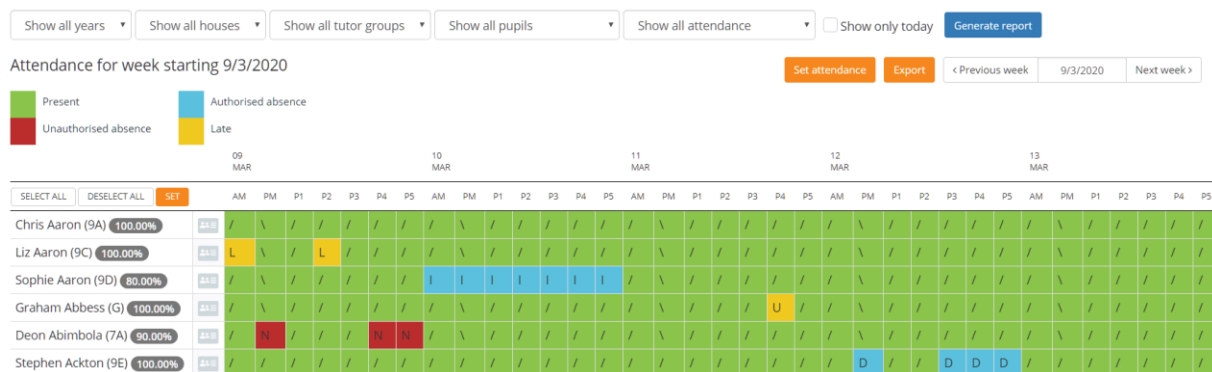 Show all years Show all houses Show all tutor groups Show all pupils Show all attendance Show only today Generate report
Attendance for week starting 9/3/2020 Set attendance Export < Previous week 9/3/2020 Next week >
Present Authorised absence
Unauthorised absence Late
09 10 11 12 13
MAR MAR MAR MAR MAR
SELECT ALL DESELECT ALL SET AM PM P1 P2 P3 P4 P5 AM PM P1 P2 P3 P4 P5 AM PM P1 P2 P3 P4 P5 AM PM P1 P2 P3 P4 P5 AM PM P1 P2 P3 P4 P5
Chris Aaron (9A) 100.00% / \ / / / / / / \ / / / / / / \ / / / / / / \ / / / / / / \ / / / / /
Liz Aaron (9C) 100.00% L \ / L / / / / \ / / / / / / \ / / / / / / \ / / / / / / \ / / / / /
Sophie Aaron (9D) 80.00% / \ / / / / / I I I I I I I / \ / / / / / / \ / / / / / / \ / / / / /
Graham Abbess (G) 100.00% / \ / / / / / / \ / / / / / / \ / / / U / / \ / / / / / / \ / / / / /
Deon Abimbola (7A) 90.00% / N / / / N N / \ / / / / / / \ / / / / / / \ / / / / / / \ / / / / /
Stephen Ackton (9E) 100.00% / \ / / / / / / \ / / / / / / \ / / / / / / D / / D D D / \ / / / / /